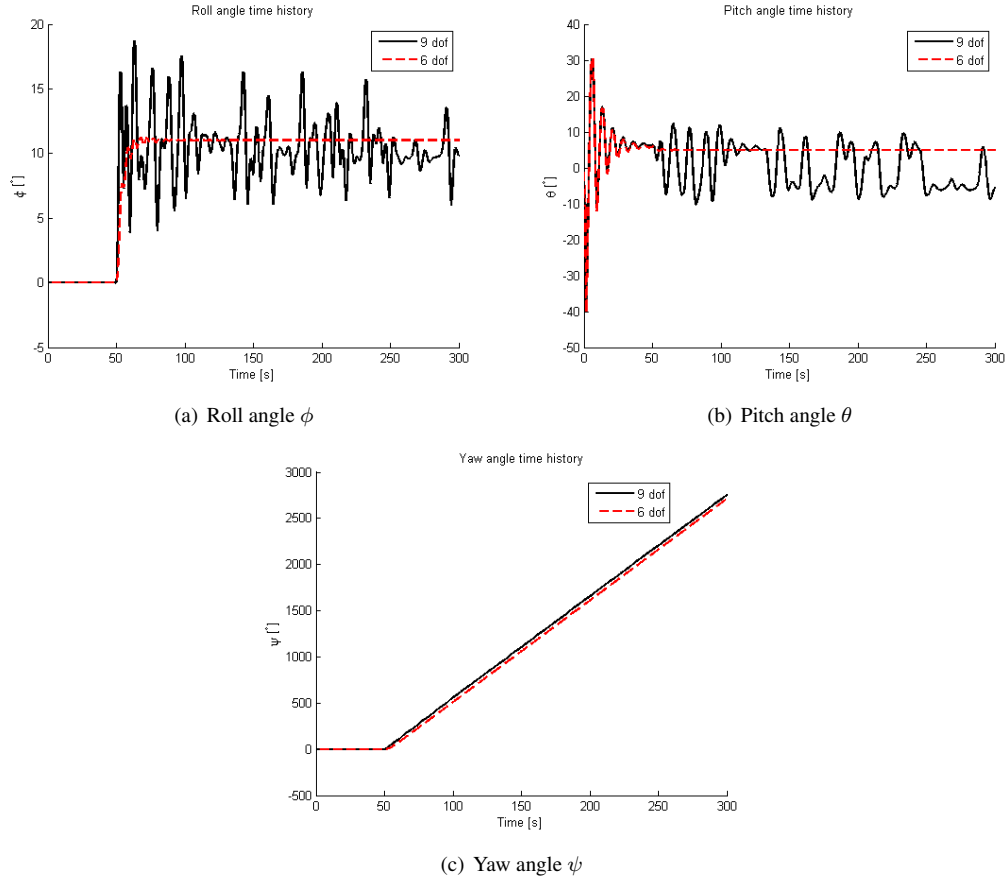 Roll angle time history
20
15
10
5
0
-5
ϕ [°]
9 dof
6 dof
0 50 100 150 200 250 300
Time [s]
(a) Roll angle ϕ
Pitch angle time history
40
30
20
10
0
-10
-20
-30
-40
-50
θ [°]
9 dof
6 dof
0 50 100 150 200 250 300
Time [s]
(b) Pitch angle θ
Yaw angle time history
3000
2500
2000
1500
1000
500
0
-500
ψ [°]
9 dof
6 dof
0 50 100 150 200 250 300
Time [s]
(c) Yaw angle ψ